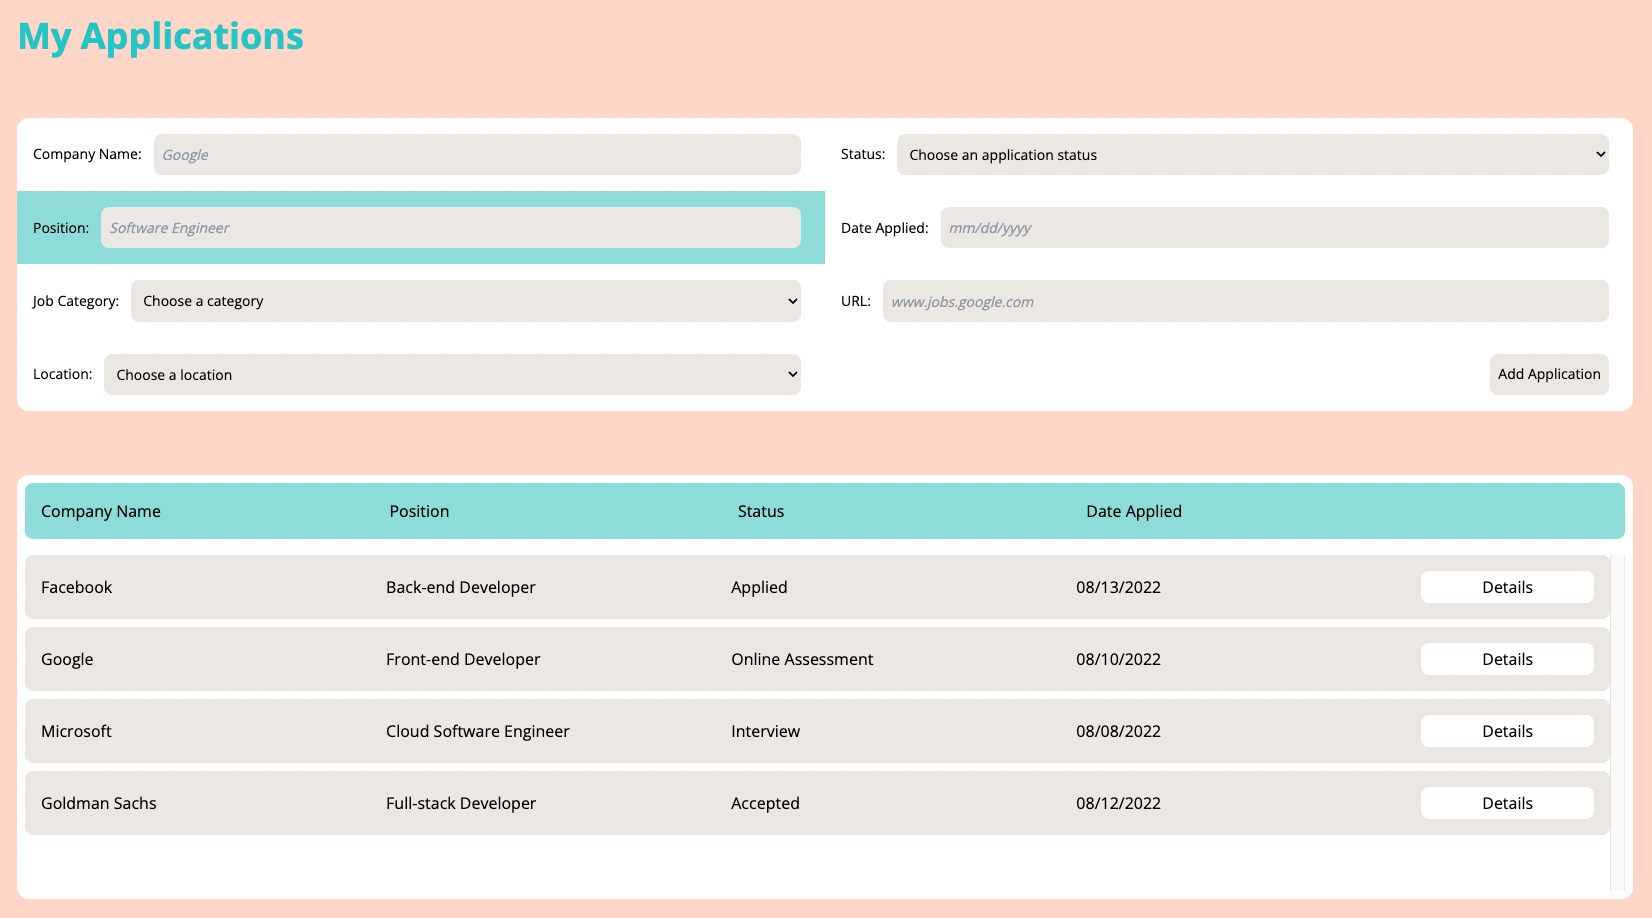 My Applications
Company Name: Google
Status: Choose an application status
Position: Software Engineer
Date Applied: mm/dd/yyyy
Job Category: Choose a category
URL: www.jobs.google.com
Location: Choose a location
Add Application
Company Name Position Status Date Applied
Facebook Back-end Developer Applied 08/13/2022 Details
Google Front-end Developer Online Assessment 08/10/2022 Details
Microsoft Cloud Software Engineer Interview 08/08/2022 Details
Goldman Sachs Full-stack Developer Accepted 08/12/2022 Details